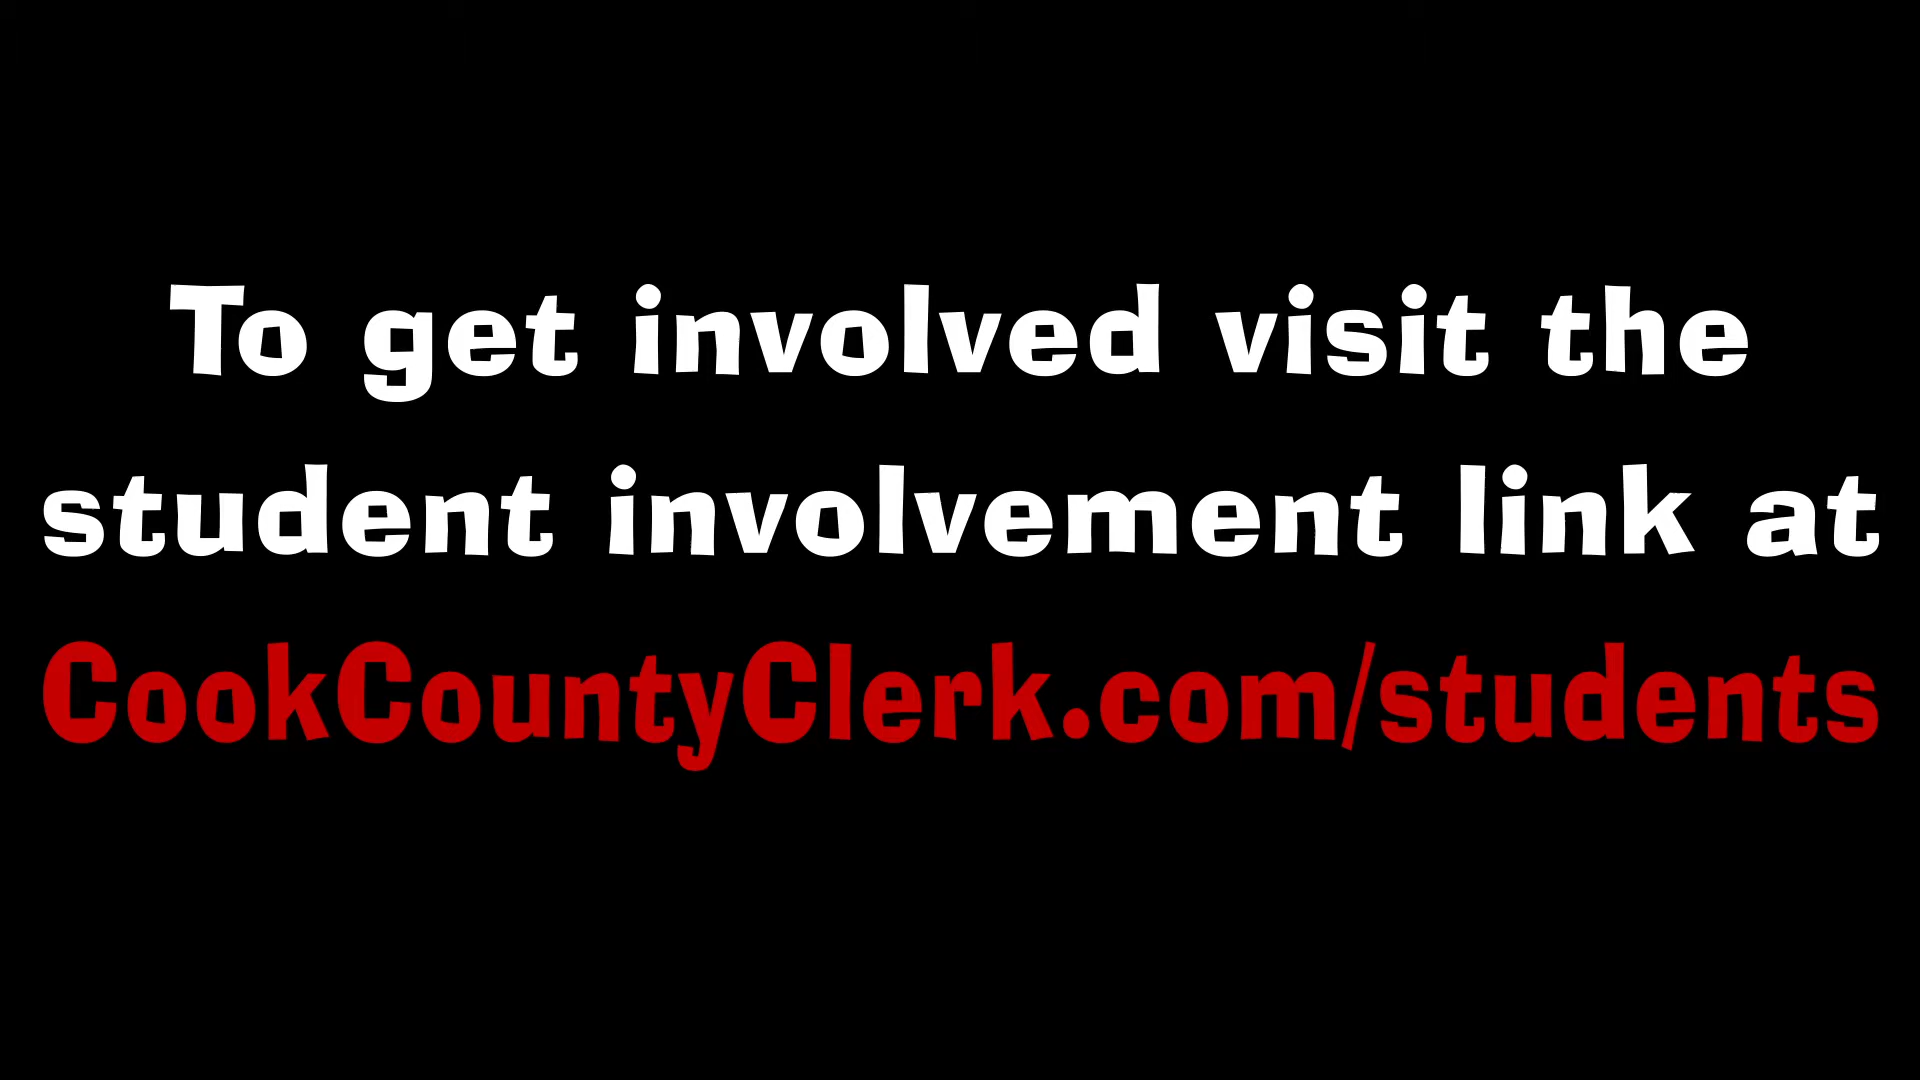 To get involved visit the
student involvement link at
CookCountyClerk.com/students